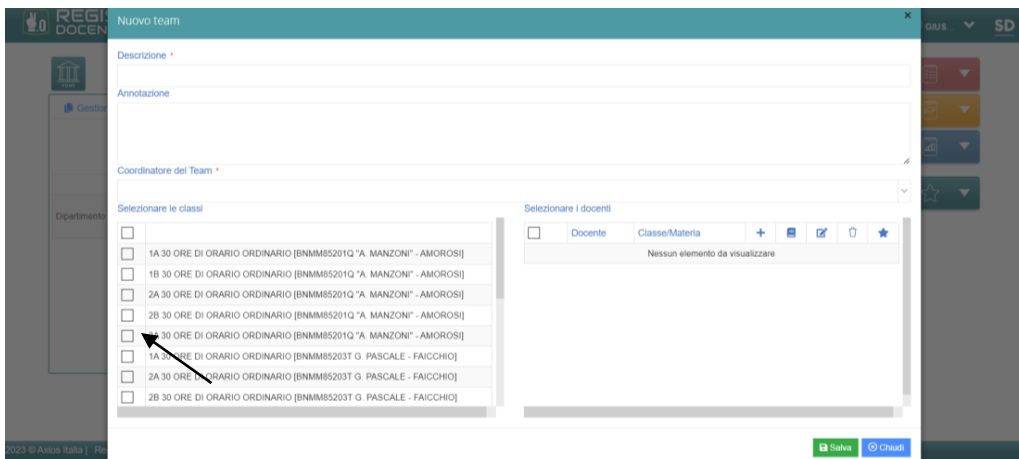 Nuovo team
×
REGI
DOCEN
GIUS...
SD
Descrizione *
Annotazione
Gestion
Coordinatore del Team *
Dipartimento
Selezionare le classi
Selezionare i docenti
Docente Classe/Materia
Nessun elemento da visualizzare
1A 30 ORE DI ORARIO ORDINARIO [BNMM85201Q "A. MANZONI" - AMOROSI]
1B 30 ORE DI ORARIO ORDINARIO [BNMM85201Q "A. MANZONI" - AMOROSI]
2A 30 ORE DI ORARIO ORDINARIO [BNMM85201Q "A. MANZONI" - AMOROSI]
2B 30 ORE DI ORARIO ORDINARIO [BNMM85201Q "A. MANZONI" - AMOROSI]
3A 30 ORE DI ORARIO ORDINARIO [BNMM85201Q "A. MANZONI" - AMOROSI]
1A 30 ORE DI ORARIO ORDINARIO [BNMM85203T G. PASCALE - FAICCHIO]
2A 30 ORE DI ORARIO ORDINARIO [BNMM85203T G. PASCALE - FAICCHIO]
2B 30 ORE DI ORARIO ORDINARIO [BNMM85203T G. PASCALE - FAICCHIO]
Salva
Chiudi
2023 © Axios Italia | Re